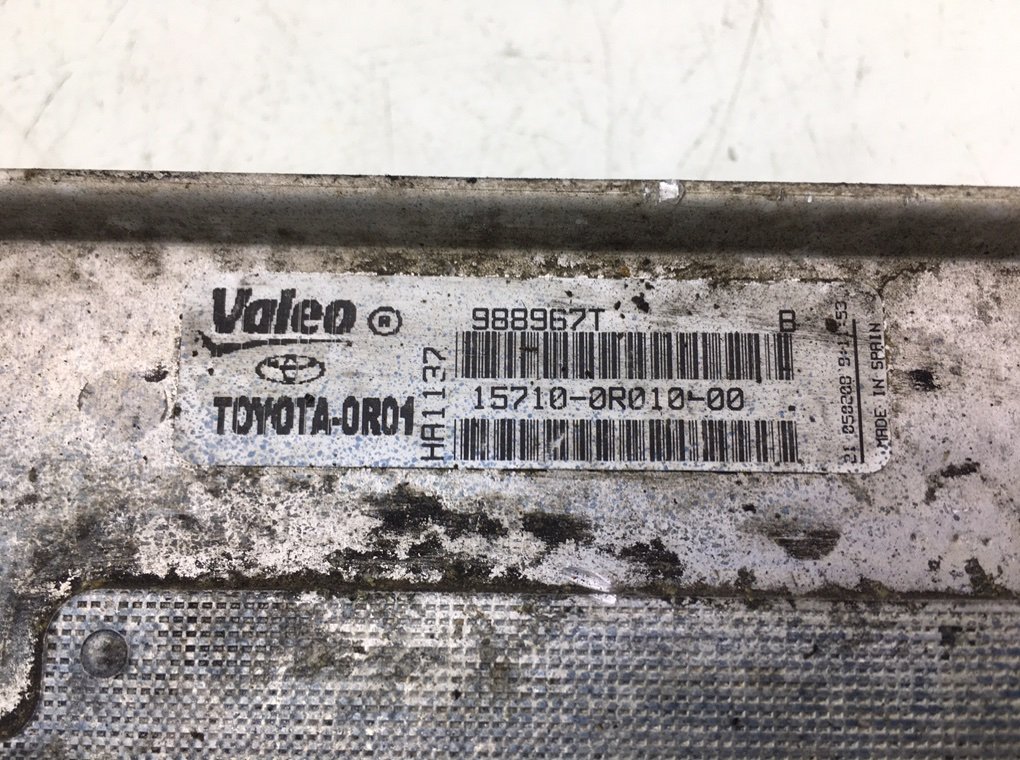 Valeo ®
TOYOTA-0R01
HA1137
988967T B
15710-0R010-00
MADE IN SPAIN